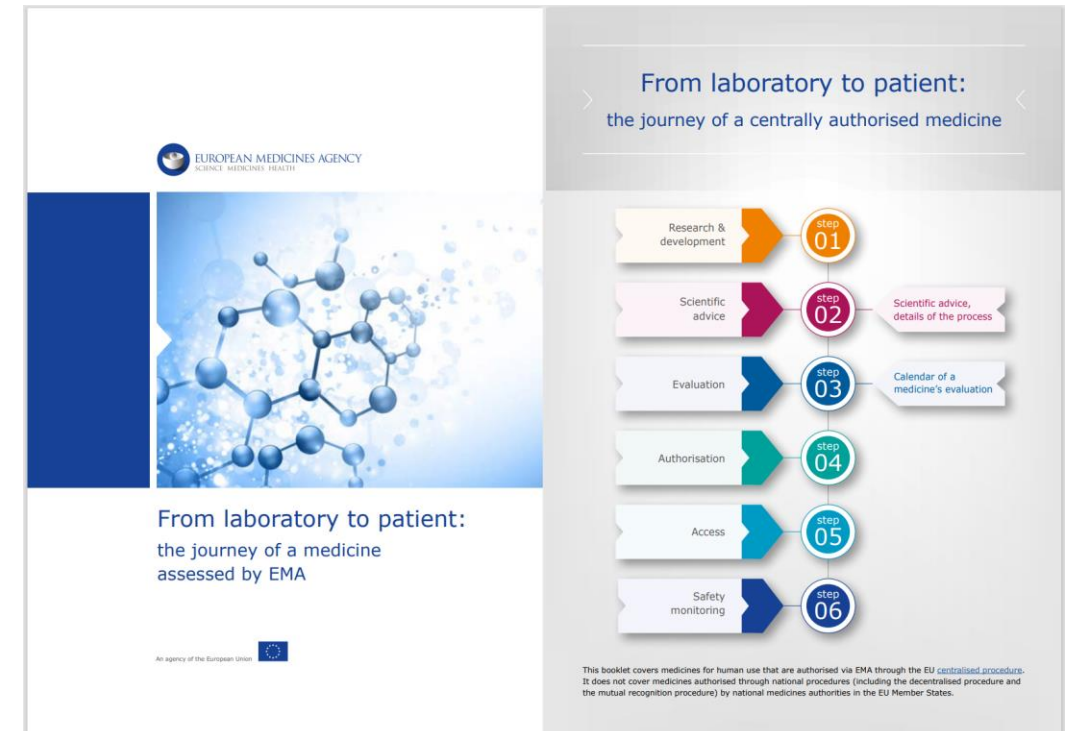 EUROPEAN MEDICINES AGENCY
SCIENCE MEDICINES HEALTH
From laboratory to patient:
the journey of a medicine
assessed by EMA
An agency of the European Union
From laboratory to patient:
the journey of a centrally authorised medicine
Research &
development
step
01
Scientific
advice
step
02
Scientific advice,
details of the process
Evaluation
step
03
Calendar of a
medicine's evaluation
Authorisation
step
04
Access
step
05
Safety
monitoring
step
06
This booklet covers medicines for human use that are authorised via EMA through the EU centralised procedure.
It does not cover medicines authorised through national procedures (including the decentralised procedure and
the mutual recognition procedure) by national medicines authorities in the EU Member States.